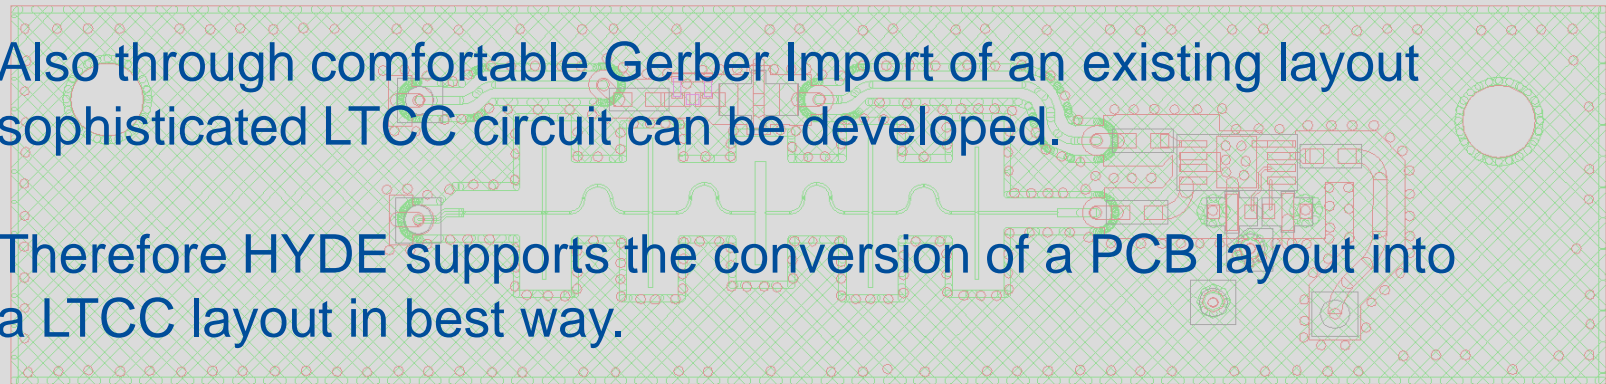 Also through comfortable Gerber Import of an existing layout
sophisticated LTCC circuit can be developed.
Therefore HYDE supports the conversion of a PCB layout into
a LTCC layout in best way.